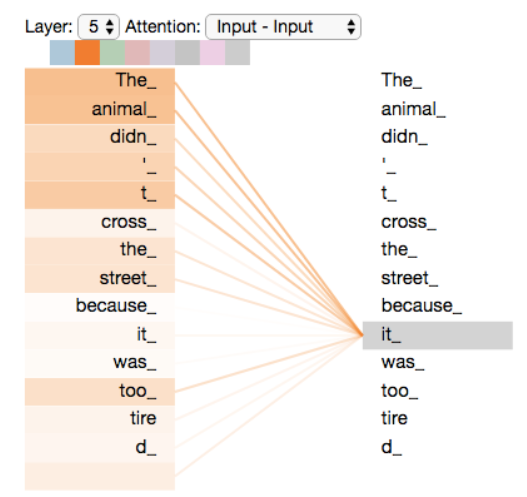 Layer: 5 Attention: Input - Input
The_ The_
animal_ animal_
didn_ didn_
'_ '_
t_ t_
cross_ cross_
the_ the_
street_ street_
because_ because_
it_ it_
was_ was_
too_ too_
tire tire
d_ d_